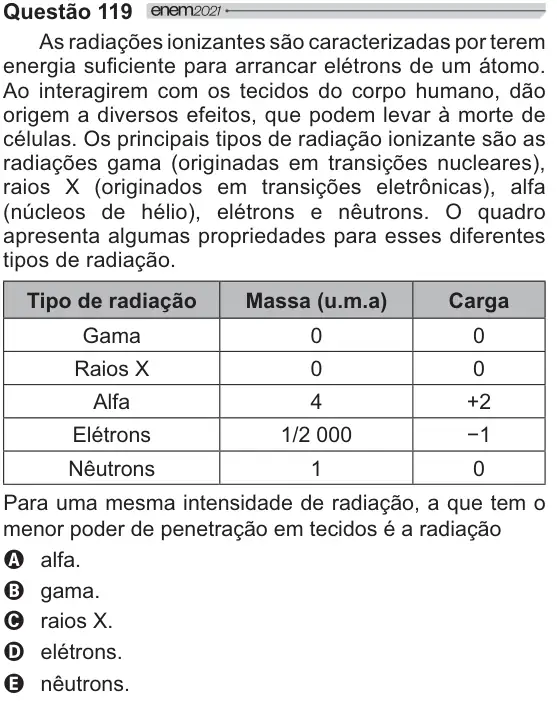 Questão 119 enem2021
As radiações ionizantes são caracterizadas por terem
energia suficiente para arrancar elétrons de um átomo.
Ao interagirem com os tecidos do corpo humano, dão
origem a diversos efeitos, que podem levar à morte de
células. Os principais tipos de radiação ionizante são as
radiações gama (originadas em transições nucleares),
raios X (originados em transições eletrônicas), alfa
(núcleos de hélio), elétrons e nêutrons. O quadro
apresenta algumas propriedades para esses diferentes
tipos de radiação.
Tipo de radiação Massa (u.m.a) Carga
Gama 0 0
Raios X 0 0
Alfa 4 +2
Elétrons 1/2 000 −1
Nêutrons 1 0
Para uma mesma intensidade de radiação, a que tem o
menor poder de penetração em tecidos é a radiação
A alfa.
B gama.
C raios X.
D elétrons.
E nêutrons.